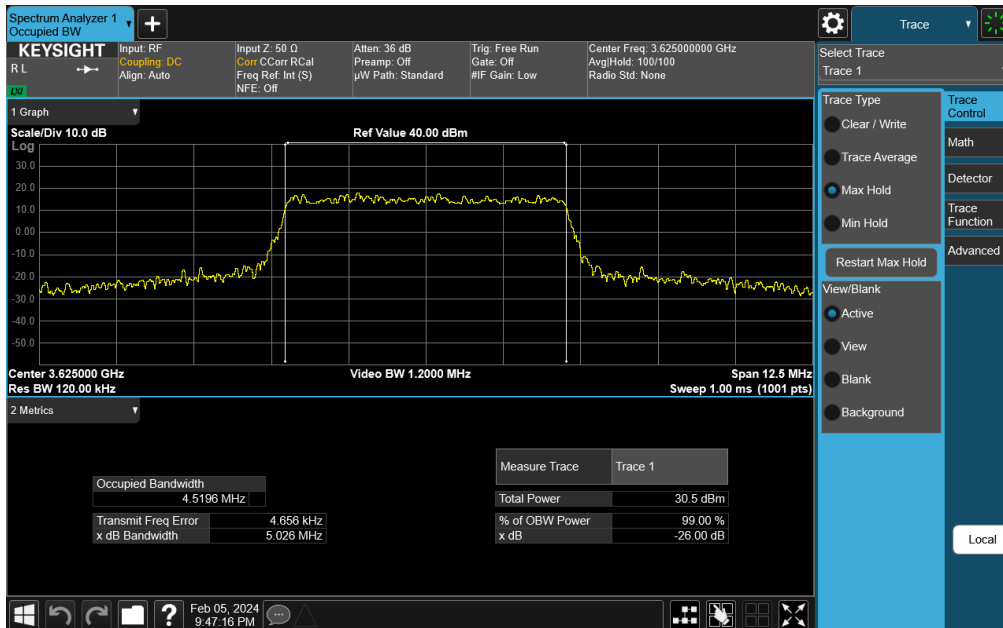 Spectrum Analyzer 1
Occupied BW
+
Trace
KEYSIGHT
R L
LXI
Input: RF
Coupling: DC
Align: Auto
Input Z: 50 Ω
Corr CCorr RCal
Freq Ref: Int (S)
NFE: Off
Atten: 36 dB
Preamp: Off
µW Path: Standard
Trig: Free Run
Gate: Off
#IF Gain: Low
Center Freq: 3.625000000 GHz
Avg|Hold: 100/100
Radio Std: None
Select Trace
Trace 1
1 Graph
Scale/Div 10.0 dB
Ref Value 40.00 dBm
Log
30.0
20.0
10.0
0.00
-10.0
-20.0
-30.0
-40.0
-50.0
Center 3.625000 GHz
Video BW 1.2000 MHz
Span 12.5 MHz
Res BW 120.00 kHz
Sweep 1.00 ms (1001 pts)
2 Metrics
Occupied Bandwidth
4.5196 MHz
Transmit Freq Error 4.656 kHz
x dB Bandwidth 5.026 MHz
Measure Trace Trace 1
Total Power 30.5 dBm
% of OBW Power 99.00 %
x dB -26.00 dB
Trace Type
Clear / Write
Trace Average
Max Hold
Min Hold
Restart Max Hold
View/Blank
Active
View
Blank
Background
Trace
Control
Math
Detector
Trace
Function
Advanced
Local
?
Feb 05, 2024
9:47:16 PM